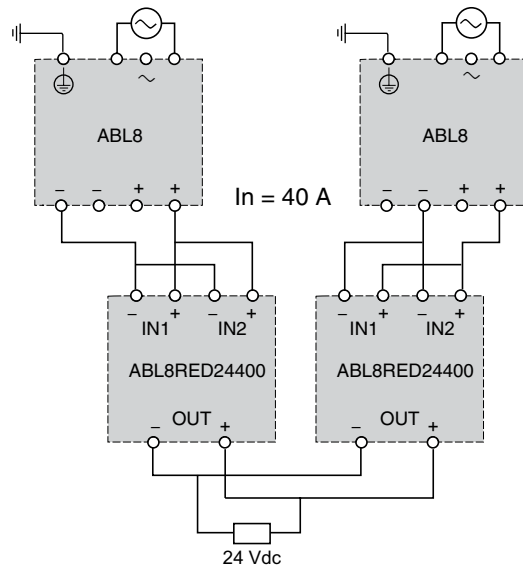 ABL8
ABL8
– – + +
– – + +
In = 40 A
– + – +
IN1 IN2
ABL8RED24400
– OUT +
– + – +
IN1 IN2
ABL8RED24400
– OUT +
24 Vdc